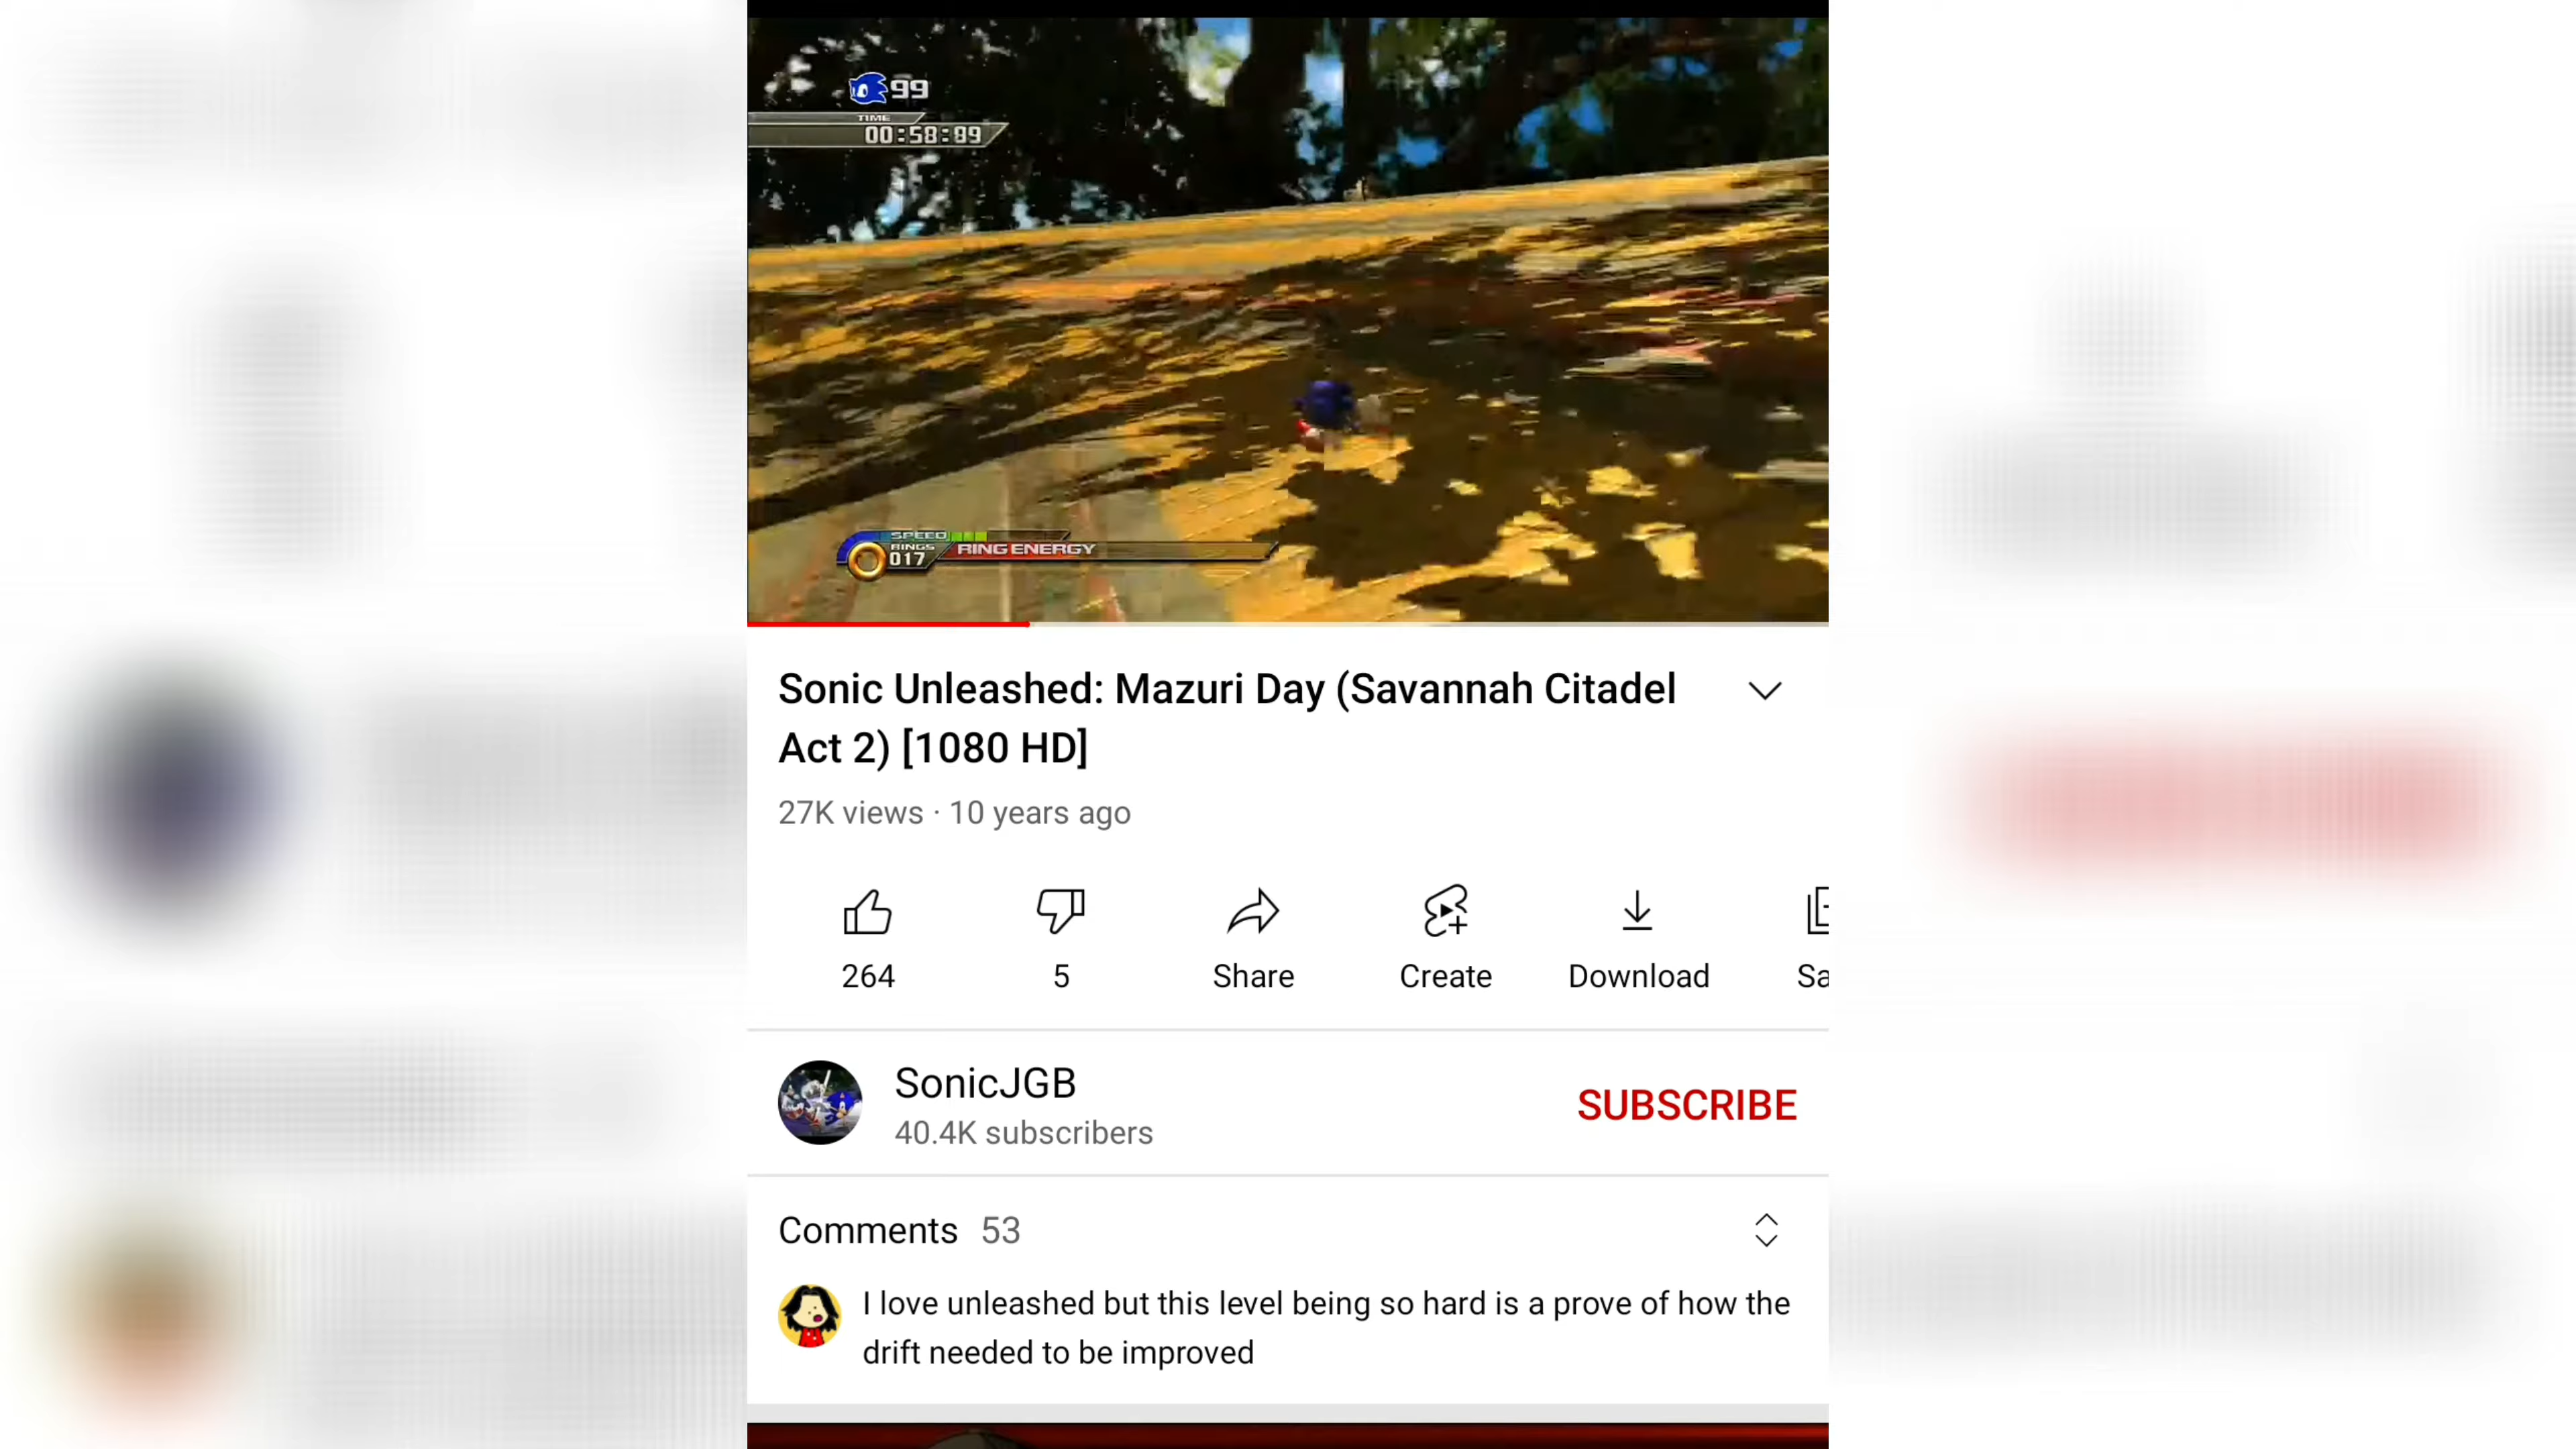 99
TIME
00:58:89
SPEED
RINGS
017
RING ENERGY
Sonic Unleashed: Mazuri Day (Savannah Citadel
Act 2) [1080 HD]
27K views · 10 years ago
264
5
Share
Create
Download
Sa
SonicJGB
40.4K subscribers
SUBSCRIBE
Comments 53
I love unleashed but this level being so hard is a prove of how the
drift needed to be improved